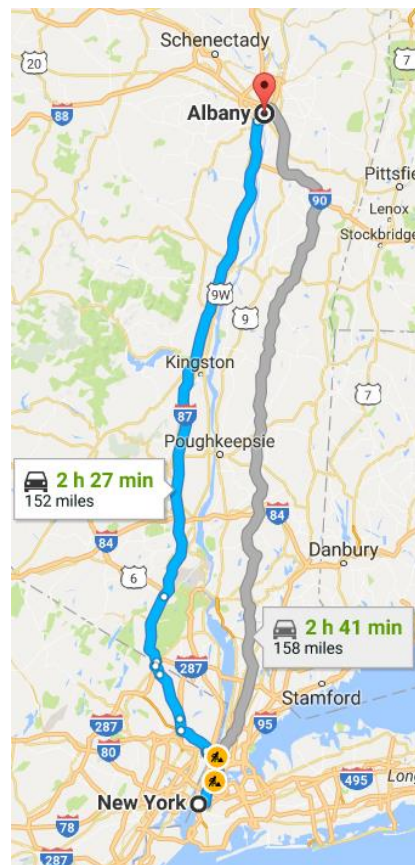 Schenectady
20
7
Albany
88
Pittsfi
90
Lenox
Stockbridge
9W
9
Kingston
87
7
Poughkeepsie
2 h 27 min
152 miles
84
84
Danbury
6
2 h 41 min
158 miles
287
Stamford
287
95
80
New York
495
Lon
78
287